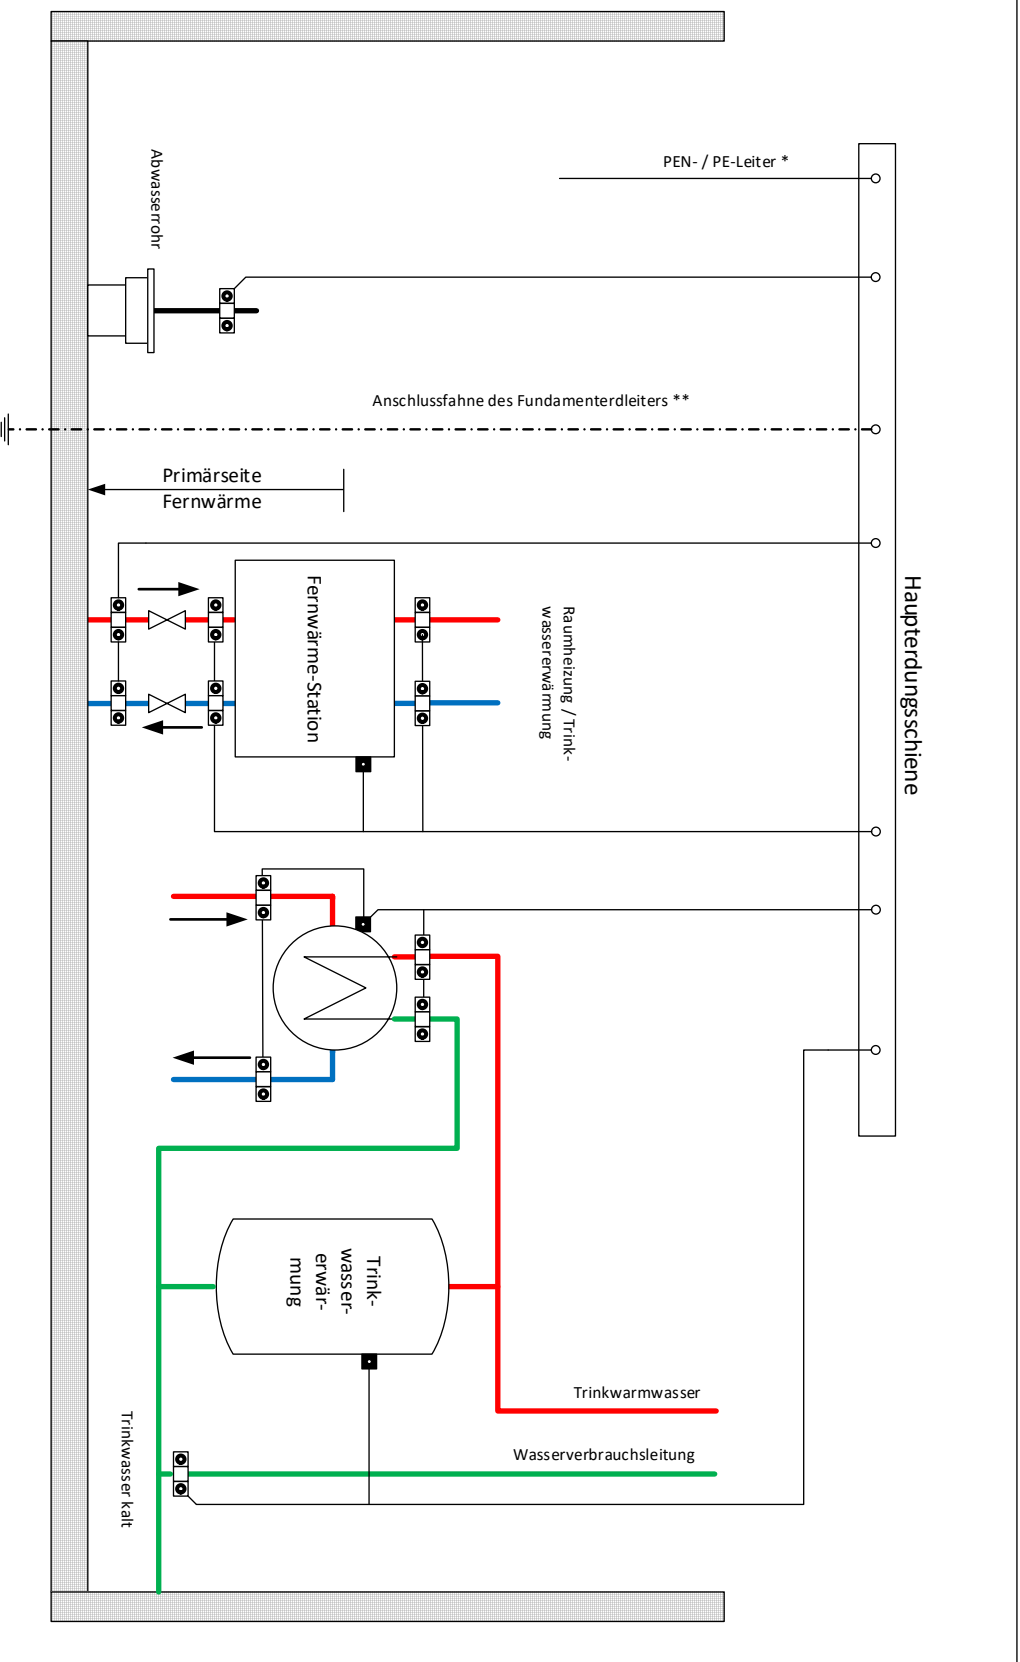 PEN- / PE-Leiter *
Abwasserrohr
Anschlussfahne des Fundamenterdleiters **
Primärseite
Fernwärme
Haupterdungsschiene
Fernwärme-Station
Raumheizung / Trink-
wassererwärmung
Trink-
wasser-
erwär-
mung
Trinkwarmwasser
Wasserverbrauchsleitung
Trinkwasser kalt